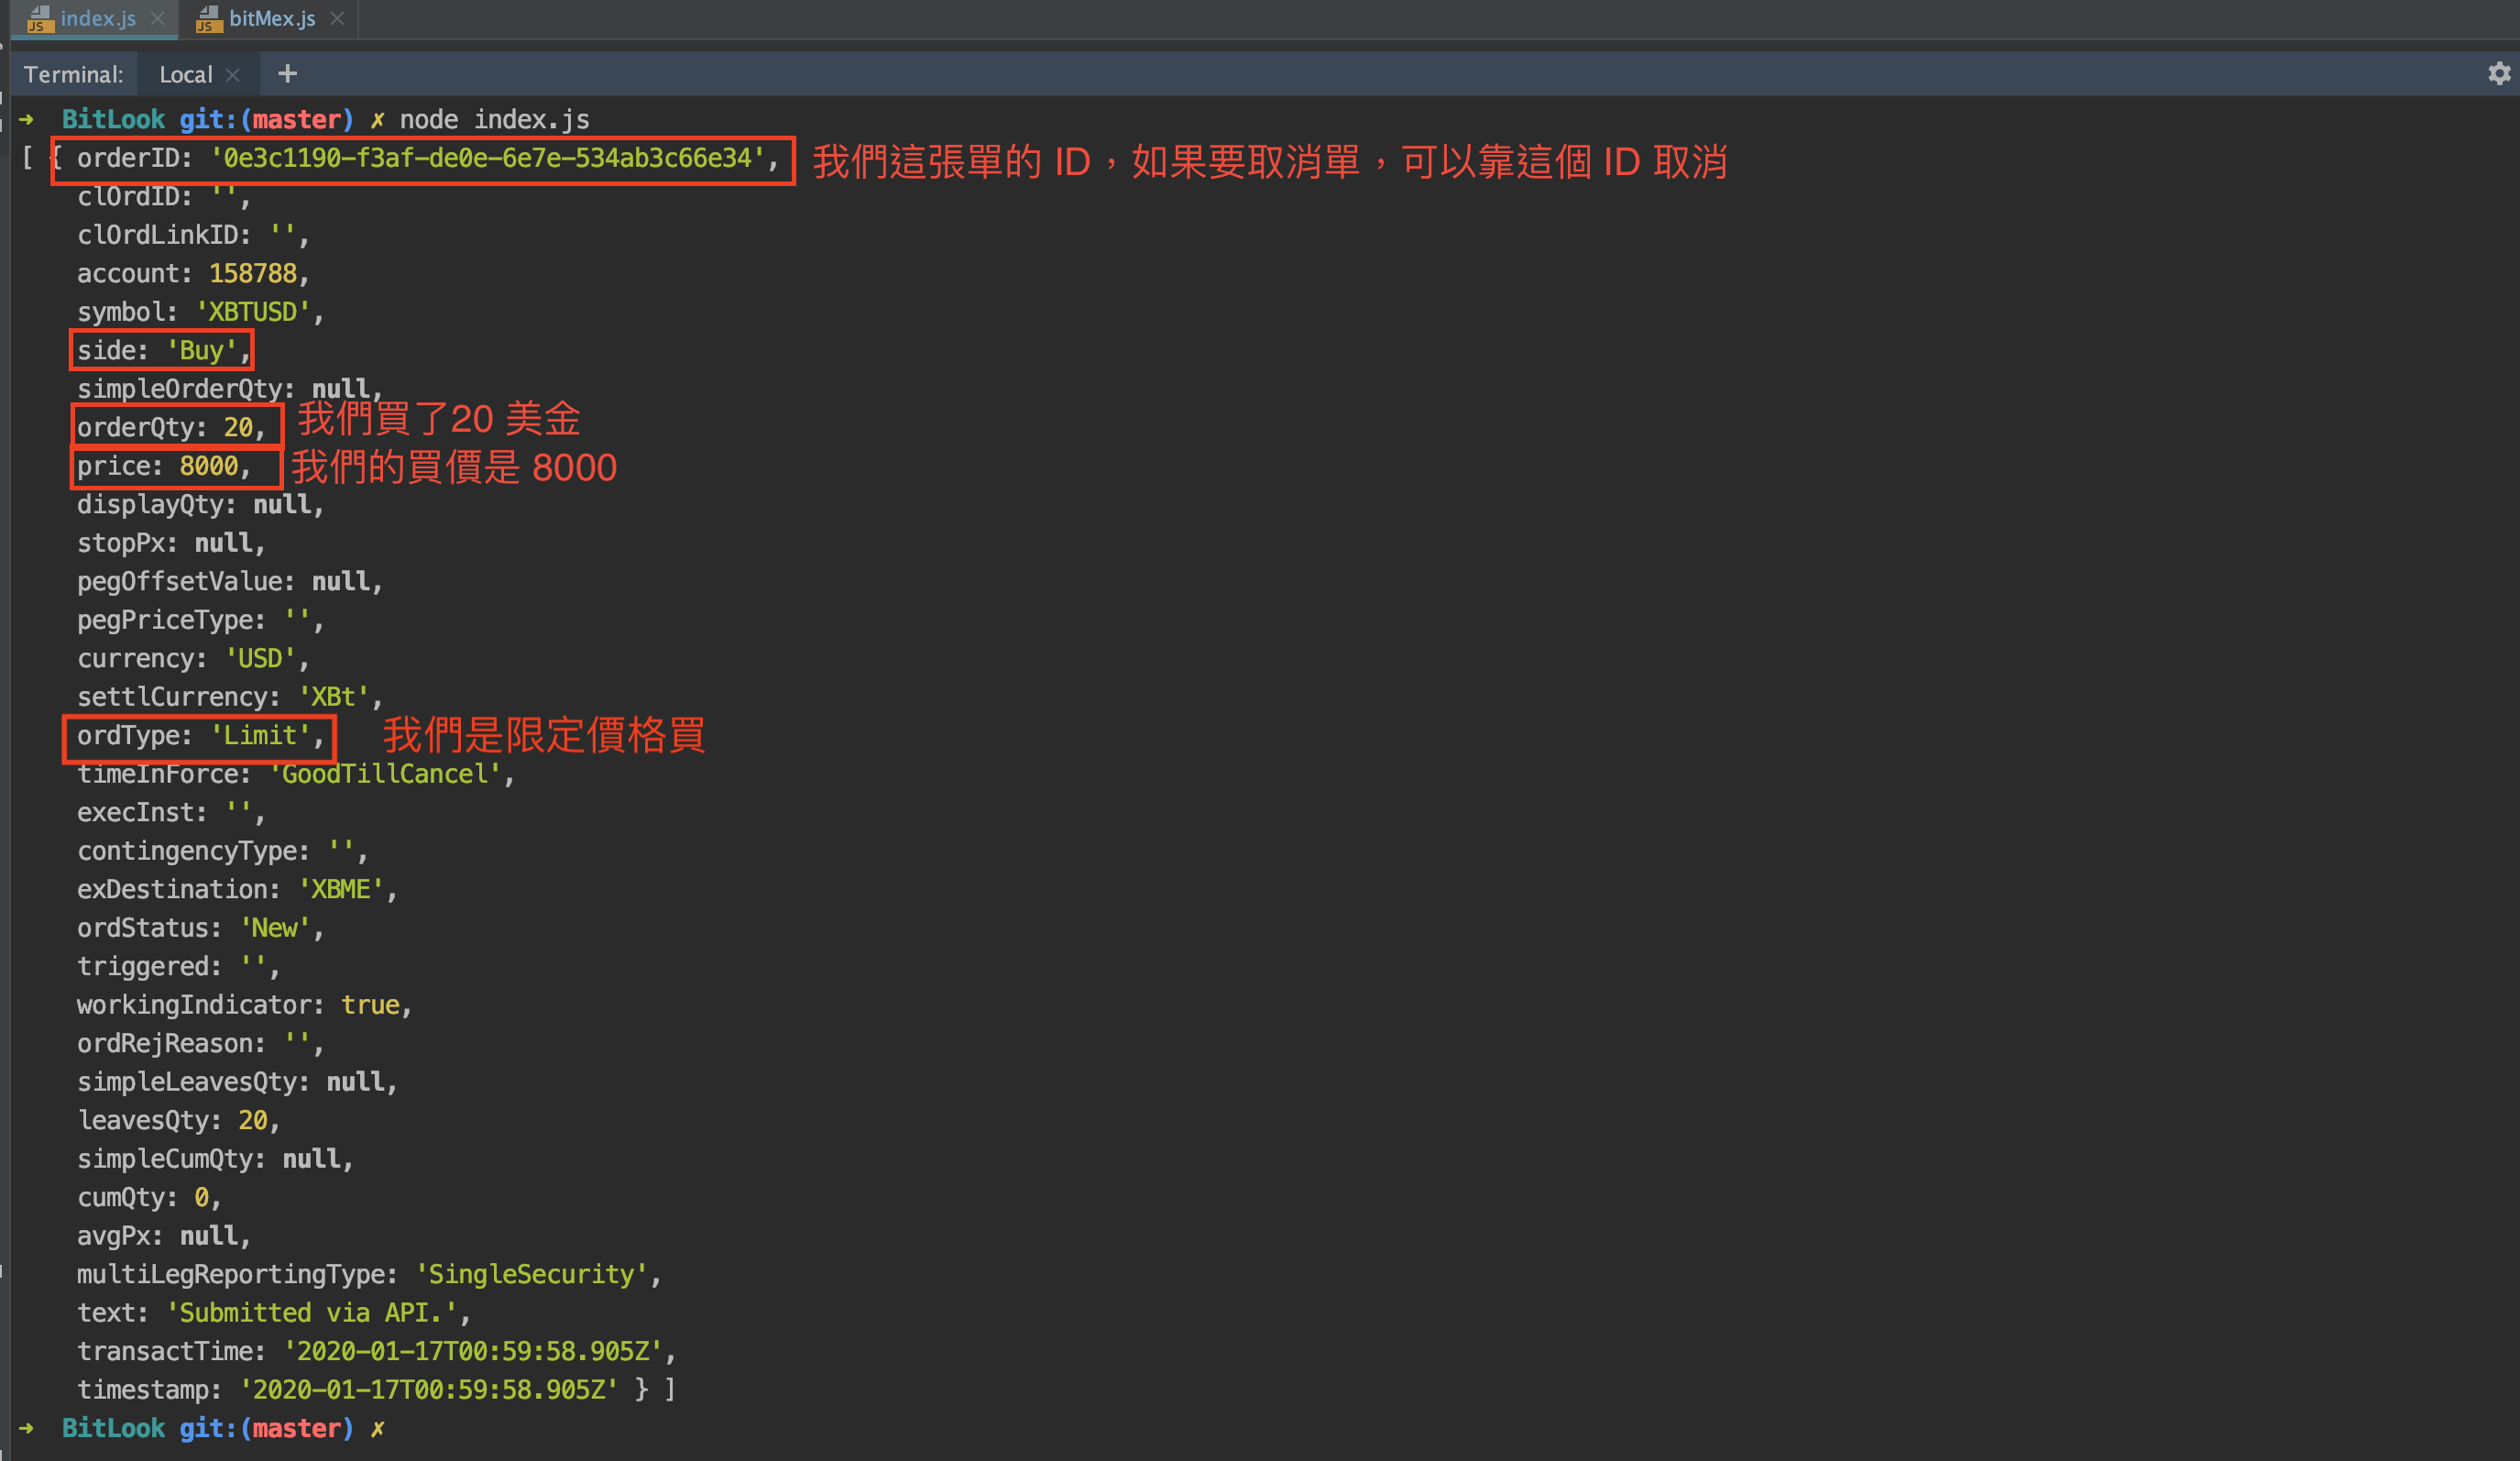 index.js bitMex.js
Terminal: Local +
→ BitLook git:(master) ✗ node index.js
[ { orderID: '0e3c1190-f3af-de0e-6e7e-534ab3c66e34', 我們這張單的 ID，如果要取消單，可以靠這個 ID 取消
clOrdID: '',
clOrdLinkID: '',
account: 158788,
symbol: 'XBTUSD',
side: 'Buy',
simpleOrderQty: null,
orderQty: 20, 我們買了20 美金
price: 8000, 我們的買價是 8000
displayQty: null,
stopPx: null,
pegOffsetValue: null,
pegPriceType: '',
currency: 'USD',
settlCurrency: 'XBt',
ordType: 'Limit', 我們是限定價格買
timeInForce: 'GoodTillCancel',
execInst: '',
contingencyType: '',
exDestination: 'XBME',
ordStatus: 'New',
triggered: '',
workingIndicator: true,
ordRejReason: '',
simpleLeavesQty: null,
leavesQty: 20,
simpleCumQty: null,
cumQty: 0,
avgPx: null,
multiLegReportingType: 'SingleSecurity',
text: 'Submitted via API.',
transactTime: '2020-01-17T00:59:58.905Z',
timestamp: '2020-01-17T00:59:58.905Z' } ]
→ BitLook git:(master) ✗